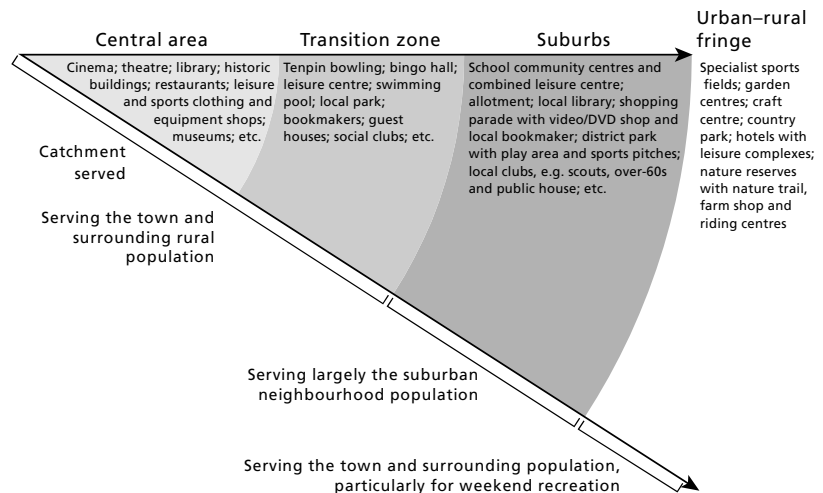 Central area
Transition zone
Suburbs
Urban–rural
fringe
Cinema; theatre; library; historic
buildings; restaurants; leisure
and sports clothing and
equipment shops;
museums; etc.
Tenpin bowling; bingo hall;
leisure centre; swimming
pool; local park;
bookmakers; guest
houses; social clubs; etc.
School community centres and
combined leisure centre;
allotment; local library; shopping
parade with video/DVD shop and
local bookmaker; district park
with play area and sports pitches;
local clubs, e.g. scouts, over-60s
and public house; etc.
Specialist sports
fields; garden
centres; craft
centre; country
park; hotels with
leisure complexes;
nature reserves
with nature trail,
farm shop and
riding centres
Catchment
served
Serving the town and
surrounding rural
population
Serving largely the suburban
neighbourhood population
Serving the town and surrounding population,
particularly for weekend recreation